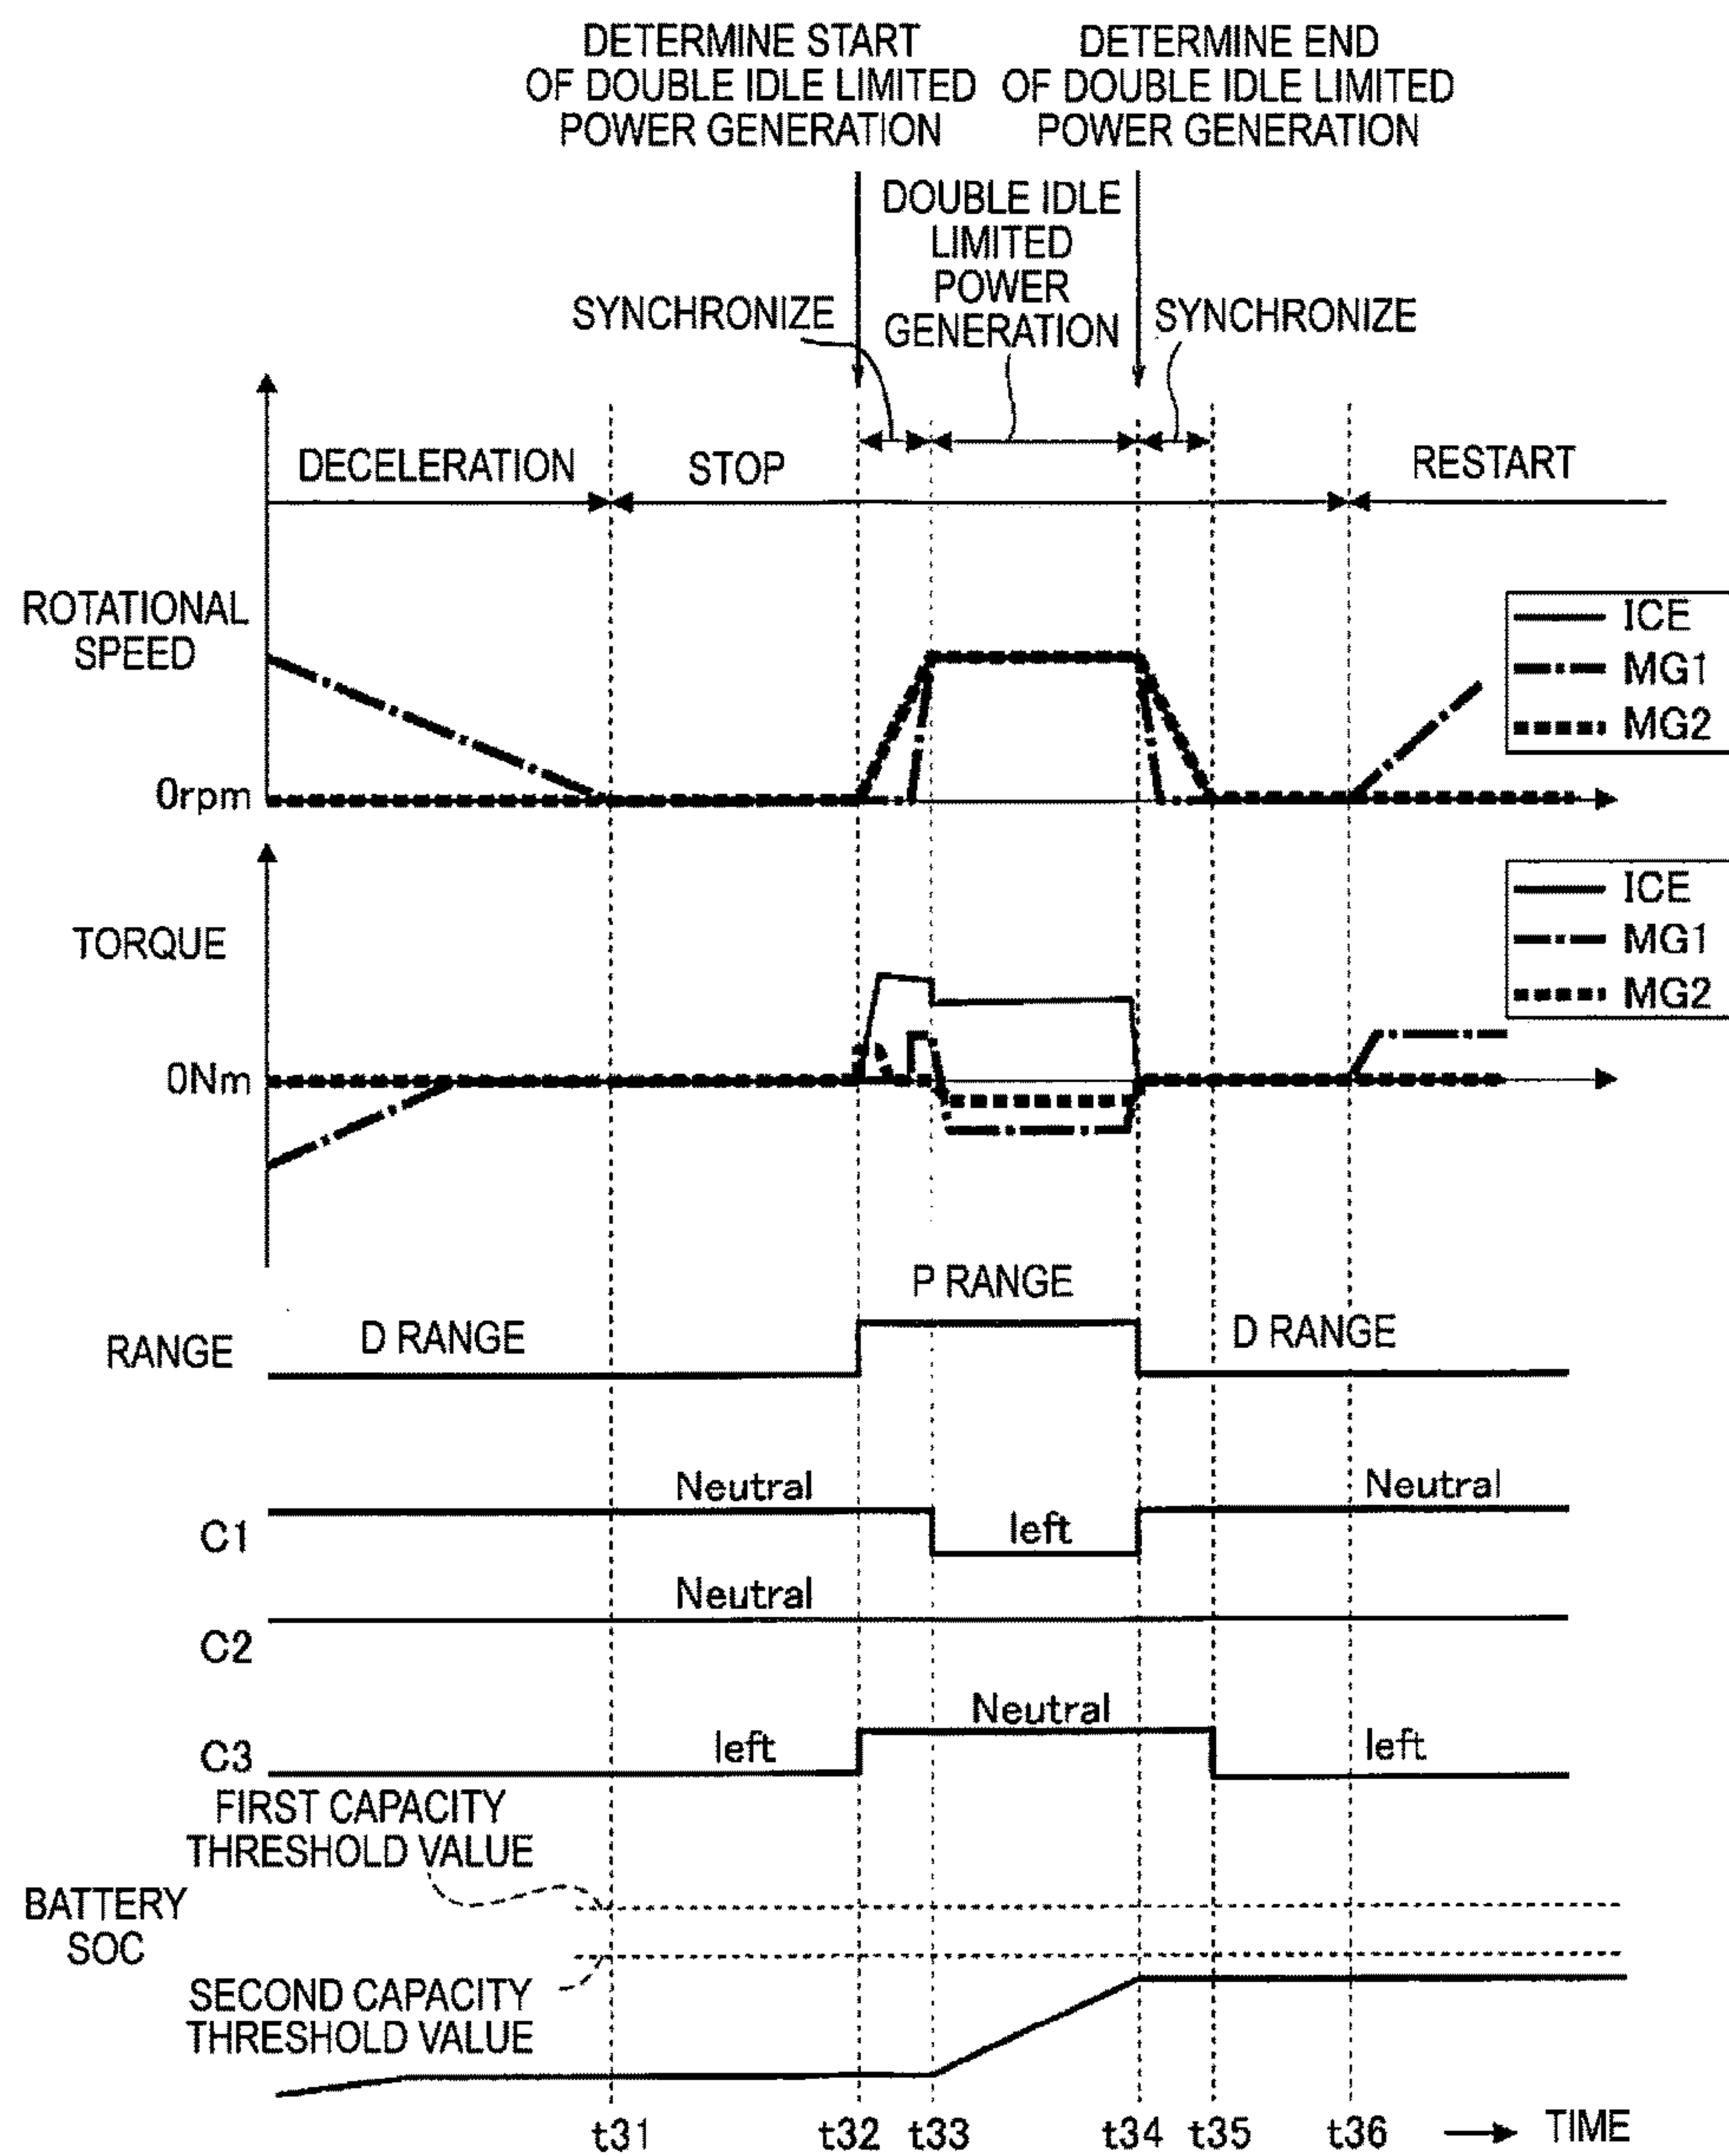 DETERMINE START
OF DOUBLE IDLE LIMITED
POWER GENERATION
DETERMINE END
OF DOUBLE IDLE LIMITED
POWER GENERATION
DOUBLE IDLE
LIMITED
POWER
GENERATION
SYNCHRONIZE
SYNCHRONIZE
DECELERATION
STOP
RESTART
ROTATIONAL
SPEED
ICE
MG1
MG2
0rpm
TORQUE
ICE
MG1
MG2
0Nm
P RANGE
RANGE
D RANGE
D RANGE
Neutral
Neutral
C1
left
Neutral
C2
Neutral
C3
left
left
FIRST CAPACITY
THRESHOLD VALUE
BATTERY
SOC
SECOND CAPACITY
THRESHOLD VALUE
t31
t32
t33
t34
t35
t36
TIME